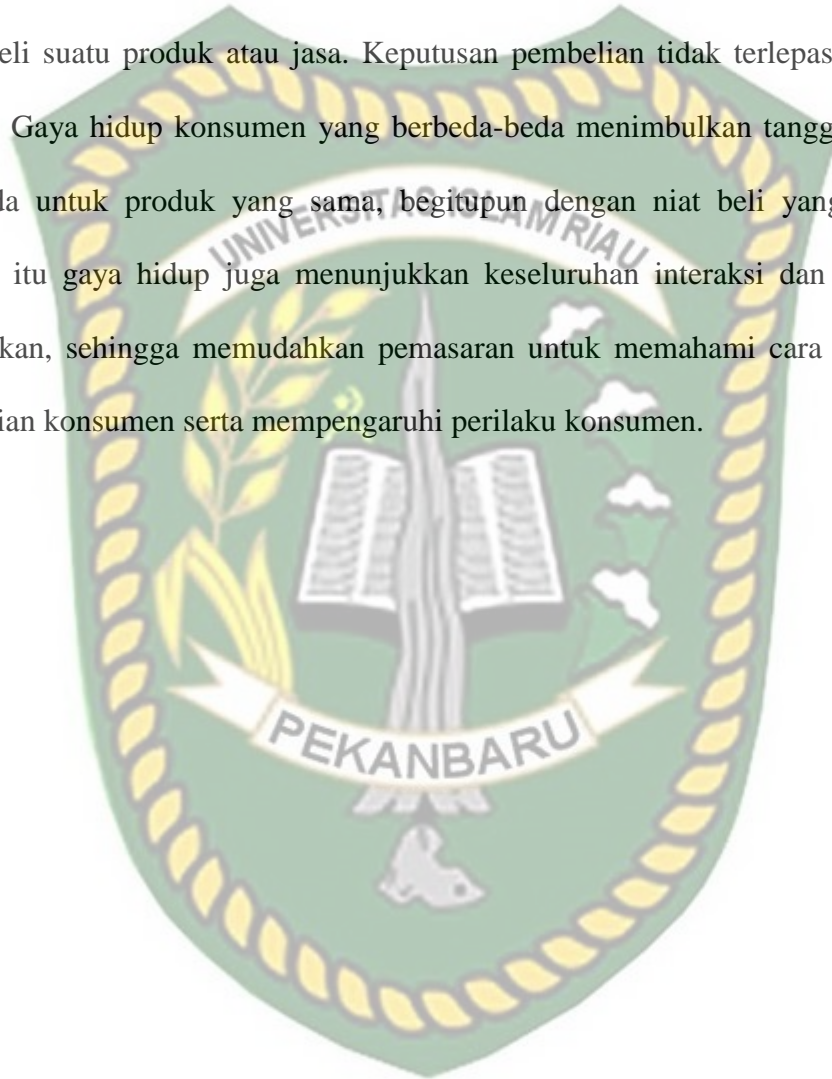 eli suatu produk atau jasa. Keputusan pembelian tidak terlepas
Gaya hidup konsumen yang berbeda-beda menimbulkan tangg
da untuk produk yang sama, begitupun dengan niat beli yang
UNIVERSITAS ISLAM RIAU
itu gaya hidup juga menunjukkan keseluruhan interaksi dan
kan, sehingga memudahkan pemasaran untuk memahami cara
ian konsumen serta mempengaruhi perilaku konsumen.
PEKANBARU